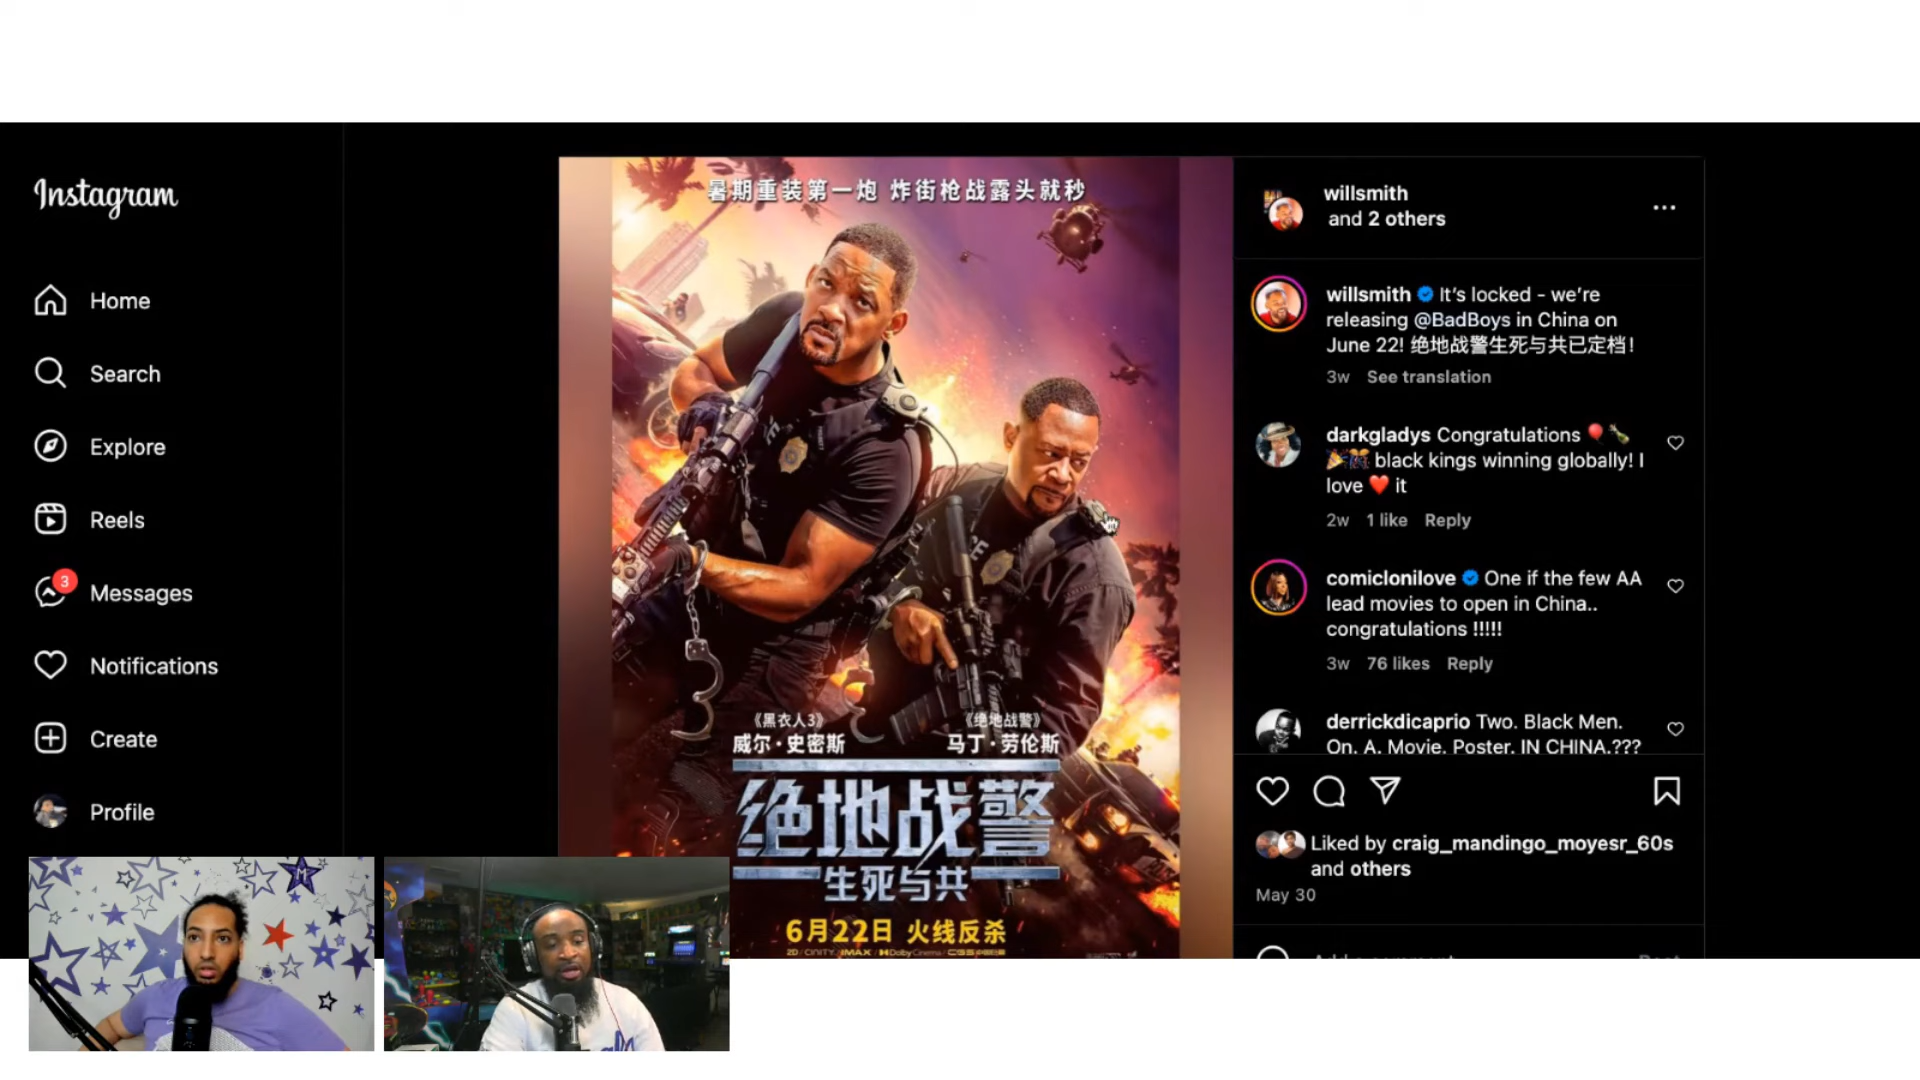 Instagram
Home
Search
Explore
Reels
3
Messages
Notifications
Create
Profile
暑期重装第一炮 炸街枪战露头就秒
《黑衣人3》
威尔·史密斯
《绝地战警》
马丁·劳伦斯
绝地战警
生死与共
6月22日 火线反杀
2D / CINITY IMAX / Dolby Cinema /
willsmith
and 2 others
willsmith It's locked - we're
releasing @BadBoys in China on
June 22! 绝地战警生死与共已定档!
3w See translation
darkgladys Congratulations 🎈🍾
🎉🎊 black kings winning globally! I
love ❤️ it
2w 1 like Reply
comiclonilove One if the few AA
lead movies to open in China..
congratulations !!!!!
3w 76 likes Reply
derrickdicaprio Two. Black Men.
On. A. Movie. Poster. IN CHINA.???
Liked by craig_mandingo_moyesr_60s
and others
May 30